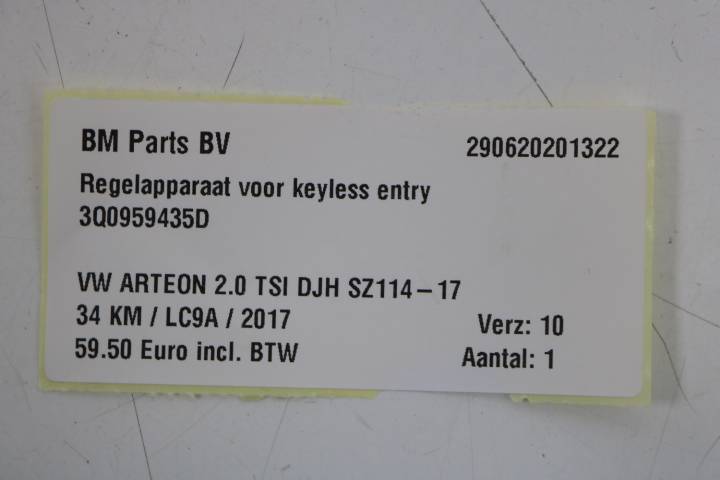 BM Parts BV 290620201322
Regelapparaat voor keyless entry
3Q0959435D
VW ARTEON 2.0 TSI DJH SZ114-17
34 KM / LC9A / 2017 Verz: 10
59.50 Euro incl. BTW Aantal: 1